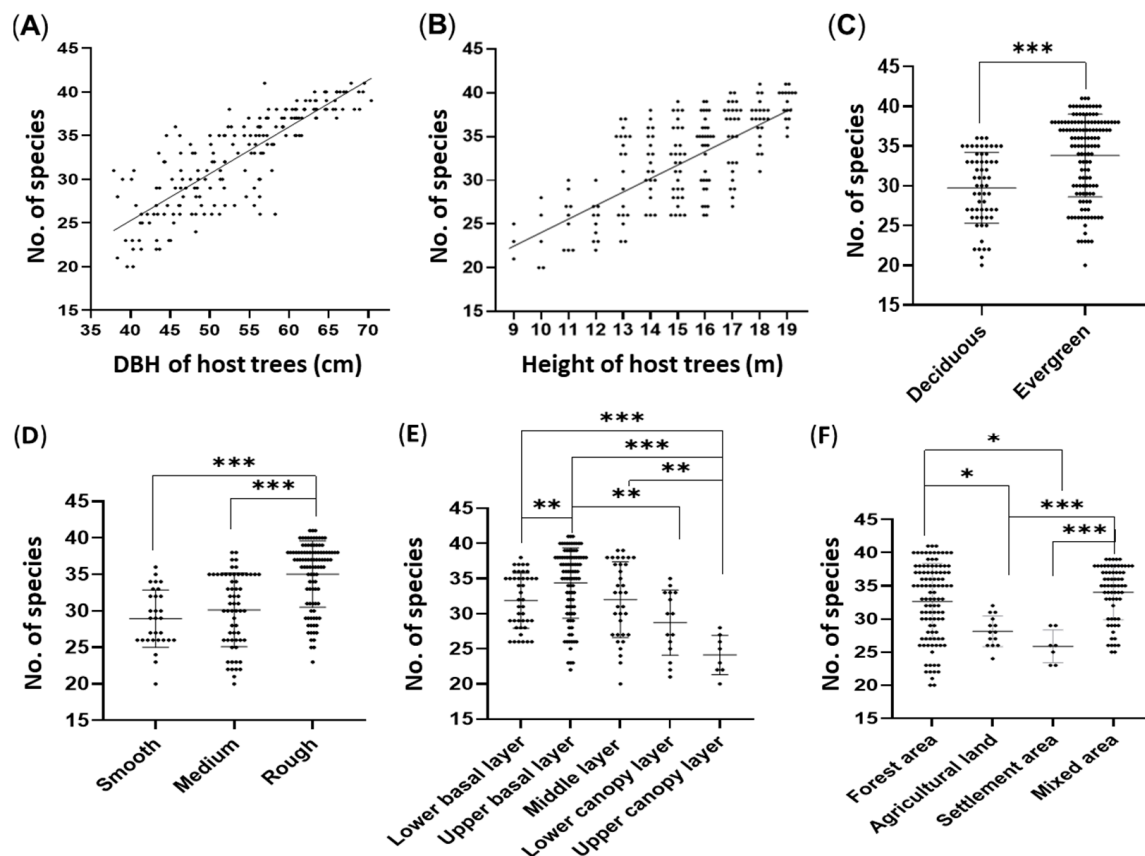 (A)
45
40
35
30
25
20
15
No. of species
35 40 45 50 55 60 65 70
DBH of host trees (cm)
(B)
45
40
35
30
25
20
15
No. of species
9 10 11 12 13 14 15 16 17 18 19
Height of host trees (m)
(C)
***
45
40
35
30
25
20
15
No. of species
Deciduous
Evergreen
(D)
***
***
45
40
35
30
25
20
15
No. of species
Smooth
Medium
Rough
(E)
***
***
**
**
**
45
40
35
30
25
20
15
No. of species
Lower basal layer
Upper basal layer
Middle layer
Lower canopy layer
Upper canopy layer
(F)
*
*
***
***
45
40
35
30
25
20
15
No. of species
Forest area
Agricultural land
Settlement area
Mixed area